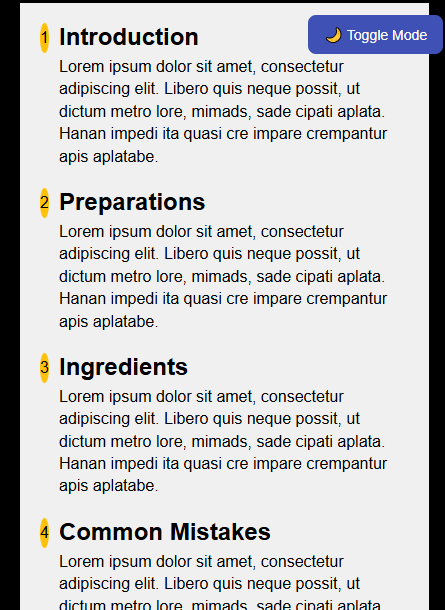 1 Introduction
🌙 Toggle Mode
Lorem ipsum dolor sit amet, consectetur
adipiscing elit. Libero quis neque possit, ut
dictum metro lore, mimads, sade cipati aplata.
Hanan impedi ita quasi cre impare crempantur
apis aplatabe.
2 Preparations
Lorem ipsum dolor sit amet, consectetur
adipiscing elit. Libero quis neque possit, ut
dictum metro lore, mimads, sade cipati aplata.
Hanan impedi ita quasi cre impare crempantur
apis aplatabe.
3 Ingredients
Lorem ipsum dolor sit amet, consectetur
adipiscing elit. Libero quis neque possit, ut
dictum metro lore, mimads, sade cipati aplata.
Hanan impedi ita quasi cre impare crempantur
apis aplatabe.
4 Common Mistakes
Lorem ipsum dolor sit amet, consectetur
adipiscing elit. Libero quis neque possit, ut
dictum metro lore, mimads, sade cipati aplata.